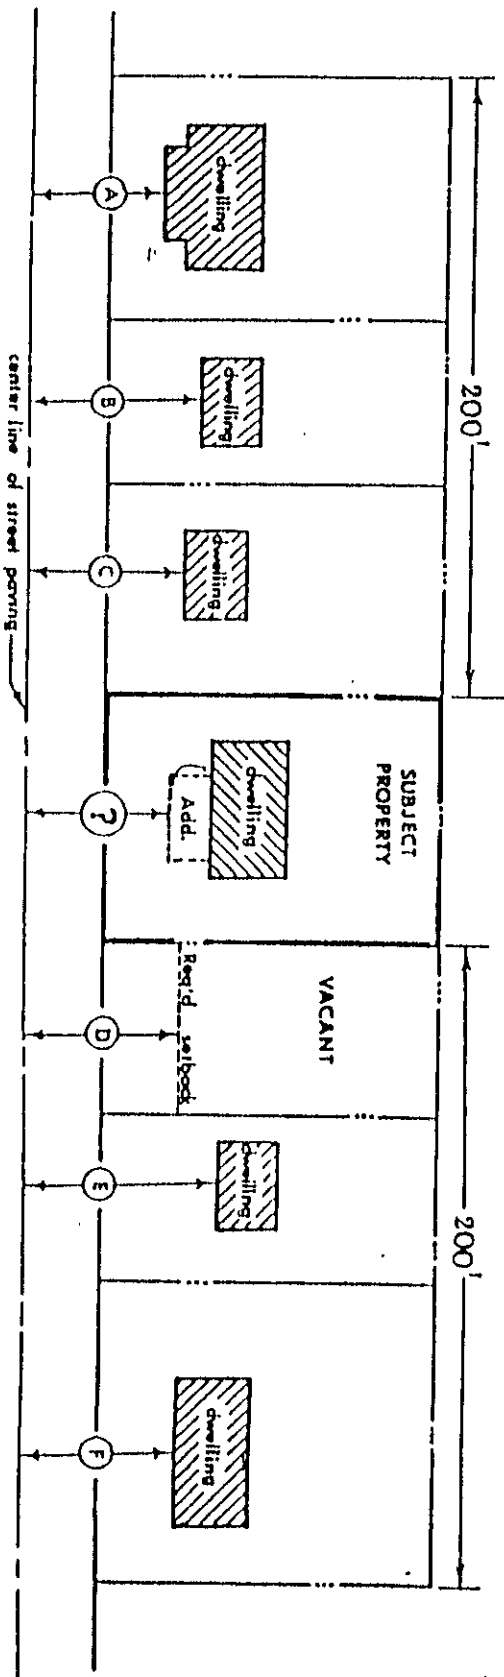 200'
200'
SUBJECT
PROPERTY
VACANT
dwelling
dwelling
dwelling
dwelling
Add.
Req'd setback
dwelling
dwelling
A
B
C
?
D
E
F
center line of street paving